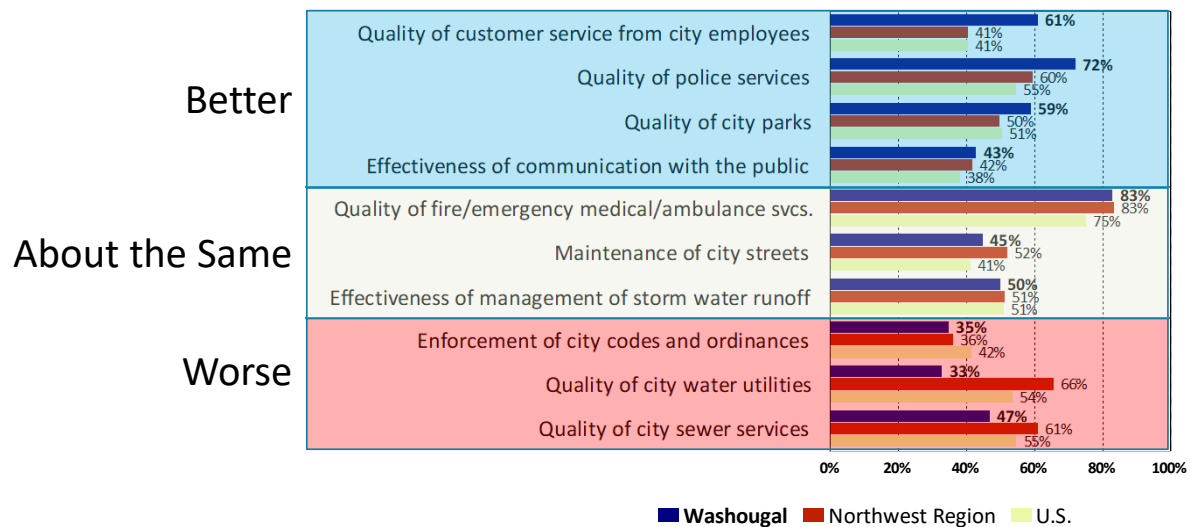 Better
Quality of customer service from city employees
61%
41%
41%
Quality of police services
72%
60%
55%
Quality of city parks
59%
50%
51%
Effectiveness of communication with the public
43%
42%
38%
About the Same
Quality of fire/emergency medical/ambulance svcs.
83%
83%
75%
Maintenance of city streets
45%
52%
41%
Effectiveness of management of storm water runoff
50%
51%
51%
Worse
Enforcement of city codes and ordinances
35%
36%
42%
Quality of city water utilities
33%
66%
54%
Quality of city sewer services
47%
61%
55%
0% 20% 40% 60% 80% 100%
Washougal Northwest Region U.S.